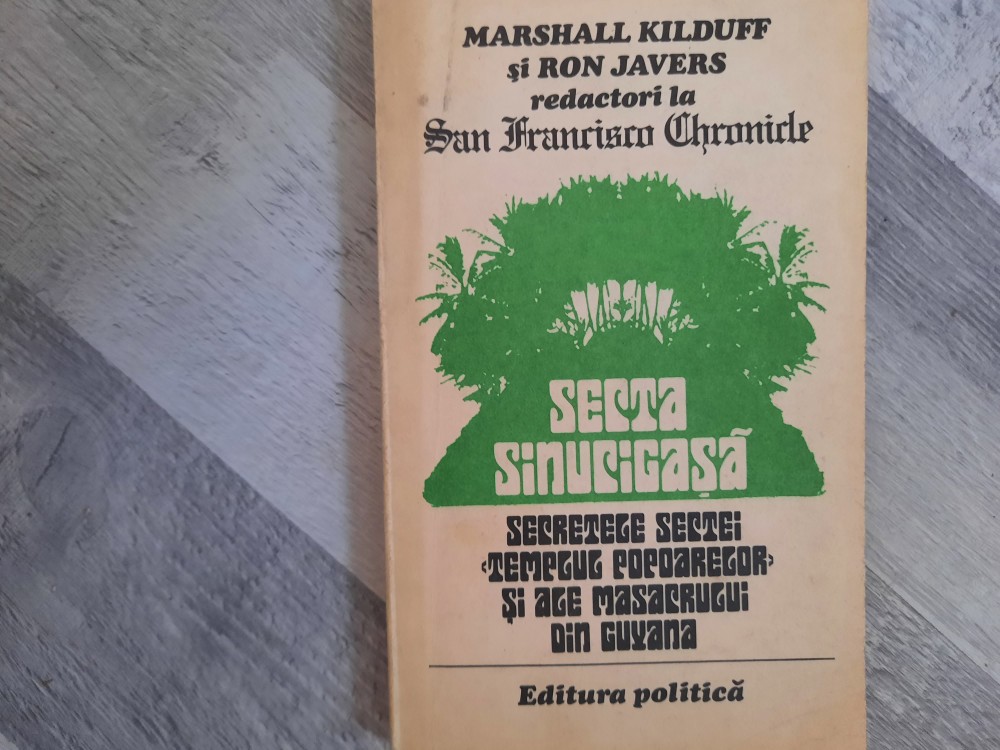 MARSHALL KILDUFF
și RON JAVERS
redactori la
San Francisco Chronicle
SECTA
SINUCIGAȘĂ
SECRETELE SECTEI
‹TEMPLUL POPOARELOR›
ȘI ALE MASACRULUI
DIN GUYANA
Editura politică